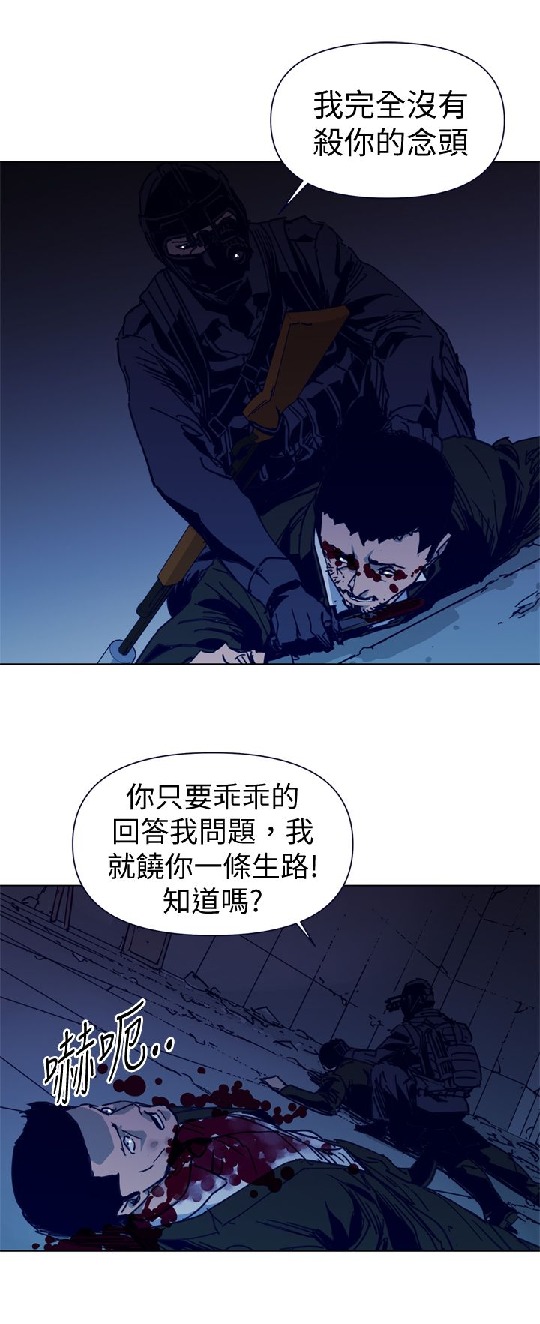 我完全沒有
殺你的念頭
你只要乖乖的
回答我問題，我
就饒你一條生路!
知道嗎?
嚇呃..